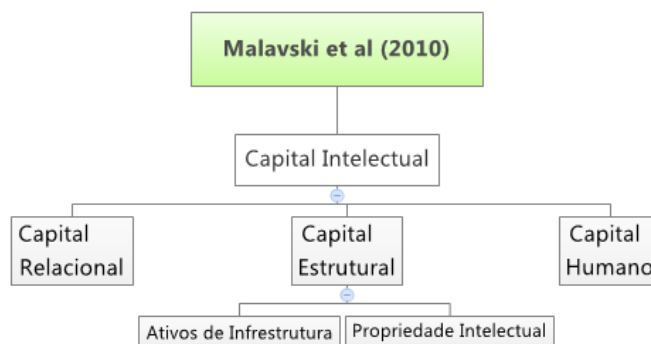 Malavski et al (2010)
Capital Intelectual
Capital
Relacional
Capital
Estrutural
Capital
Humano
Ativos de Infrestrutura
Propriedade Intelectual